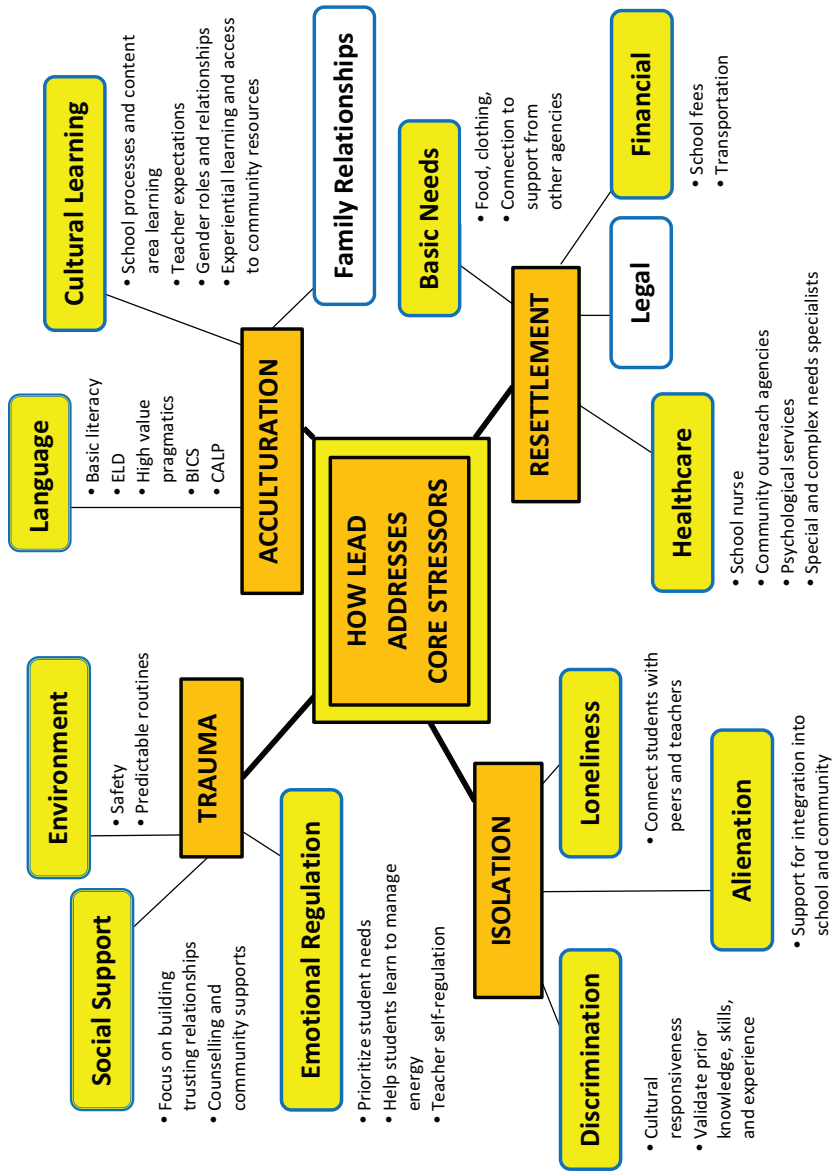 HOW LEAD
ADDRESSES
CORE STRESSORS
TRAUMA
Social Support
• Focus on building
trusting relationships
• Counselling and
community supports
Environment
• Safety
• Predictable routines
Emotional Regulation
• Prioritize student needs
• Help students learn to manage
energy
• Teacher self-regulation
ACCULTURATION
Language
• Basic literacy
• ELD
• High value
pragmatics
• BICS
• CALP
Cultural Learning
• School processes and content
area learning
• Teacher expectations
• Gender roles and relationships
• Experiential learning and access
to community resources
Family Relationships
ISOLATION
Discrimination
• Cultural
responsiveness
• Validate prior
knowledge, skills,
and experience
Alienation
• Support for integration into
school and community
Loneliness
• Connect students with
peers and teachers
RESETTLEMENT
Healthcare
• School nurse
• Community outreach agencies
• Psychological services
• Special and complex needs specialists
Legal
Financial
• School fees
• Transportation
Basic Needs
• Food, clothing,
• Connection to
support from
other agencies